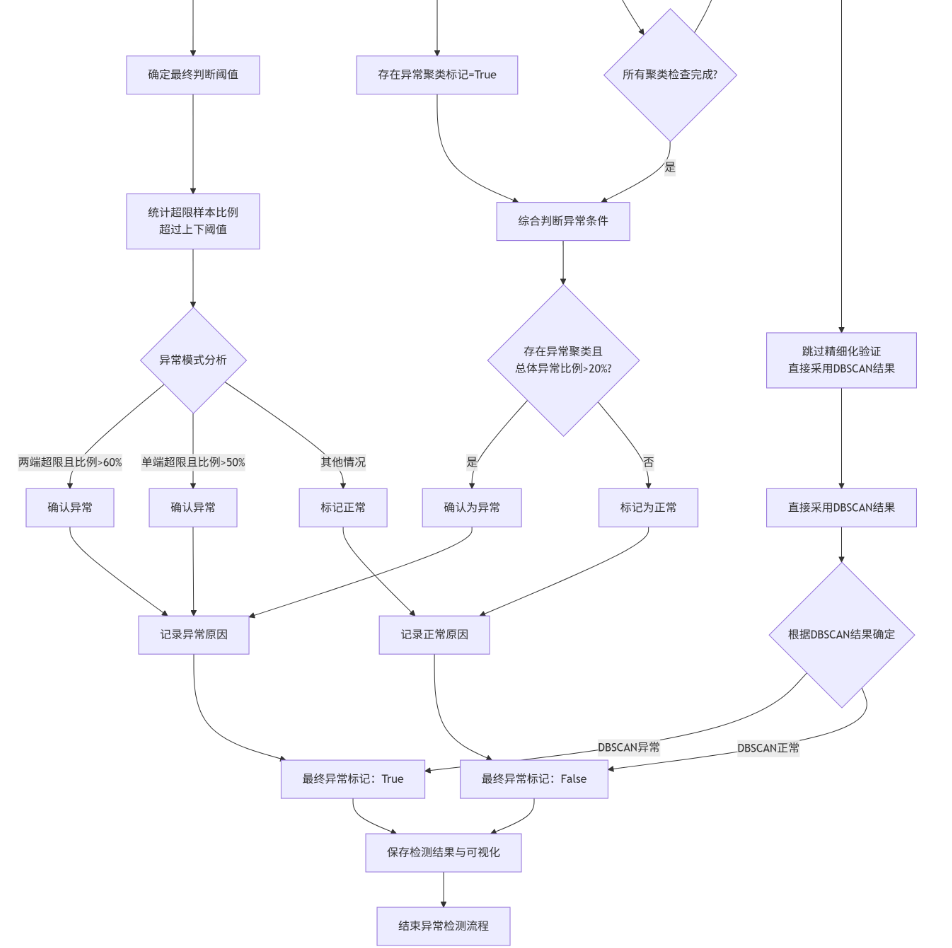 确定最终判断阈值
存在异常聚类标记=True
所有聚类检查完成?
是
统计超限样本比例
超过上下阈值
综合判断异常条件
异常模式分析
存在异常聚类且
总体异常比例>20%?
跳过精细化验证
直接采用DBSCAN结果
两端超限且比例>60%
单端超限且比例>50%
其他情况
是
否
确认异常
确认异常
标记正常
确认为异常
标记为正常
直接采用DBSCAN结果
记录异常原因
记录正常原因
根据DBSCAN结果确定
DBSCAN异常
DBSCAN正常
最终异常标记：True
最终异常标记：False
保存检测结果与可视化
结束异常检测流程